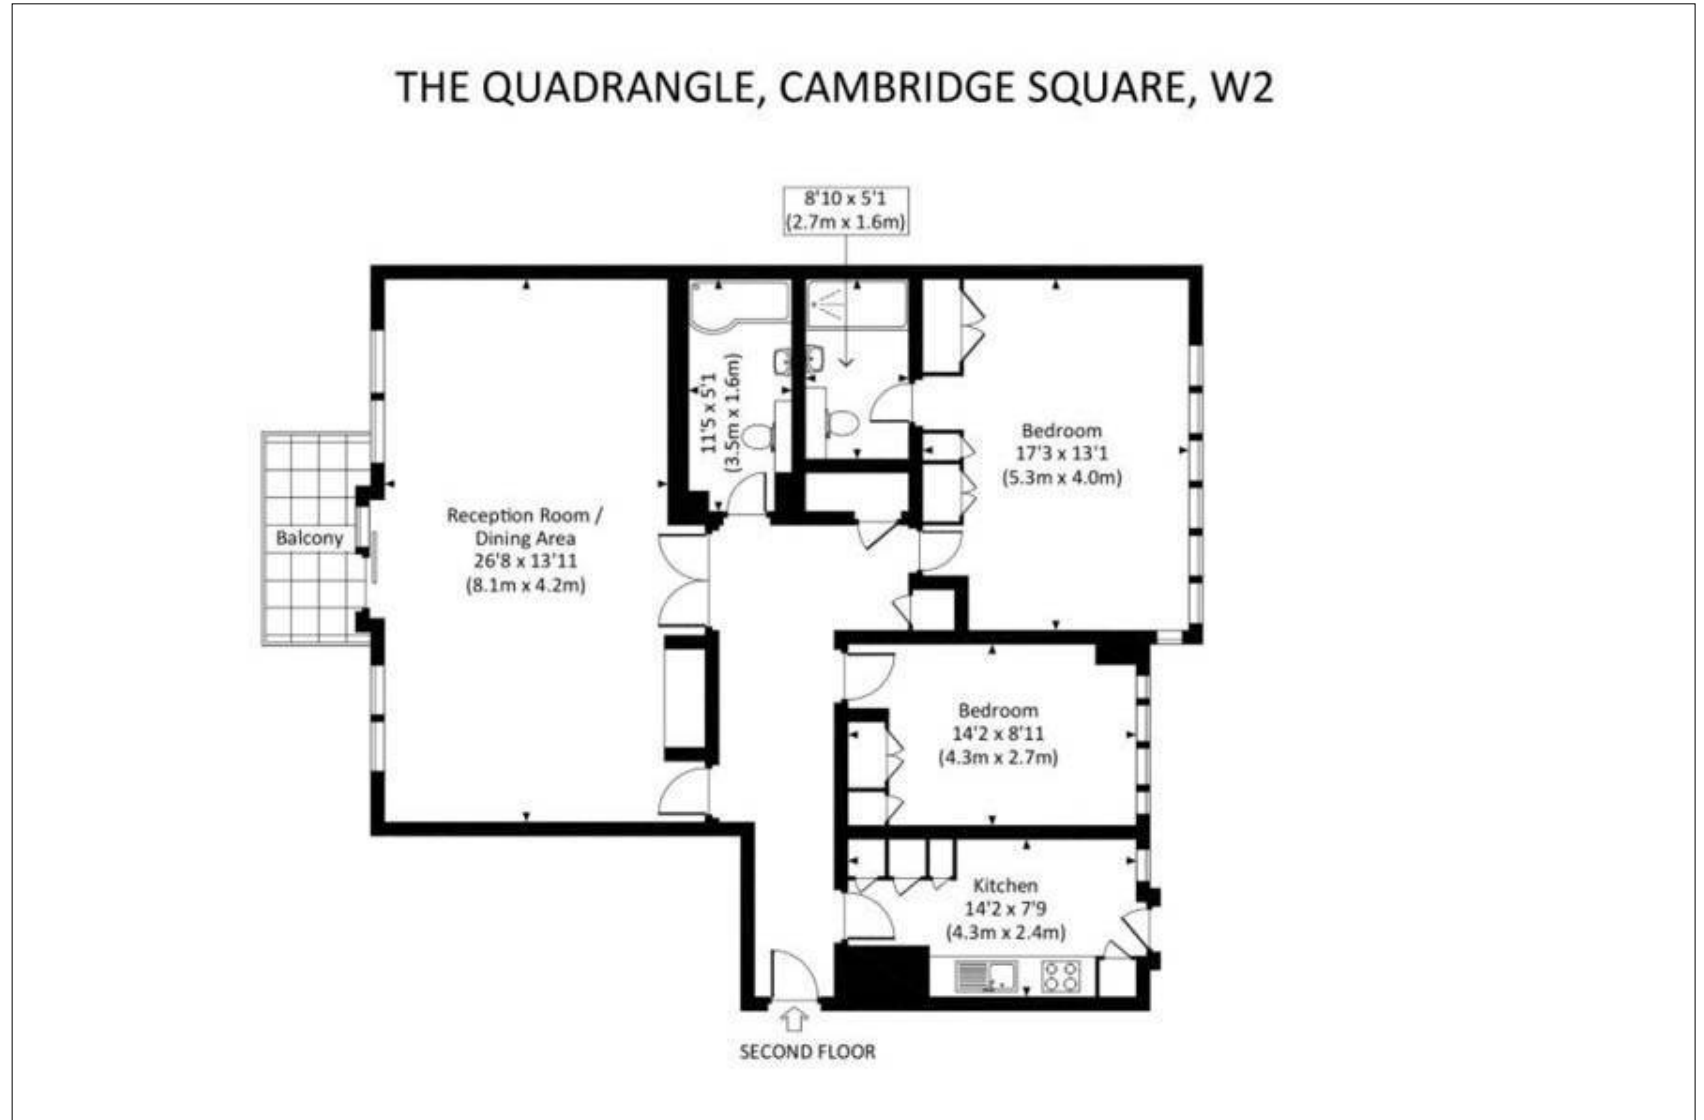 THE QUADRANGLE, CAMBRIDGE SQUARE, W2
8'10 x 5'1
(2.7m x 1.6m)
11'5 x 5'1
(3.5m x 1.6m)
Bedroom
17'3 x 13'1
(5.3m x 4.0m)
Reception Room /
Dining Area
26'8 x 13'11
(8.1m x 4.2m)
Balcony
Bedroom
14'2 x 8'11
(4.3m x 2.7m)
Kitchen
14'2 x 7'9
(4.3m x 2.4m)
SECOND FLOOR